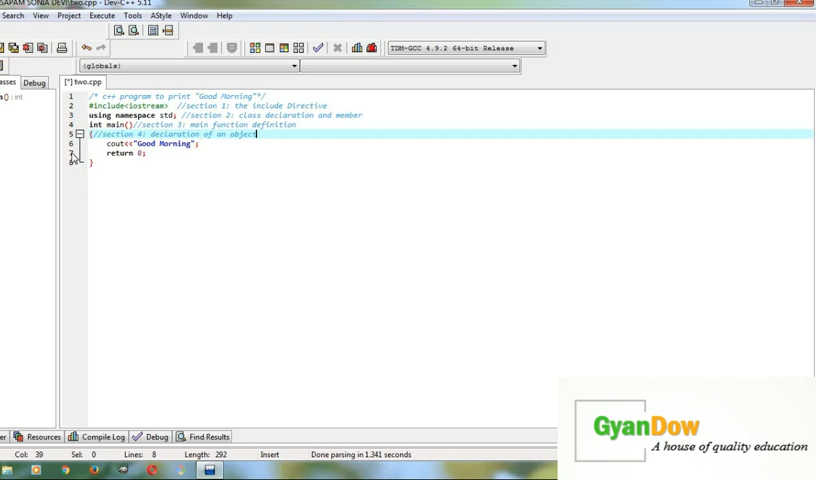 SAPAM SONIA DEVI\two.cpp - Dev-C++ 5.11
Search View Project Execute Tools AStyle Window Help
TDM-GCC 4.9.2 64-bit Release
(globals)
asses Debug [*] two.cpp
n() : int
1 /* c++ program to print "Good Morning"*/
2 #include<iostream> //section 1: the include Directive
3 using namespace std; //section 2: class declaration and member
4 int main()//section 3: main function definition
5 {//section 4: declaration of an object
6 cout<<"Good Morning";
7 return 0;
8 }
GyanDow
A house of quality education
er Resources Compile Log Debug Find Results
Col: 39 Sel: 0 Lines: 8 Length: 292 Insert Done parsing in 1.341 seconds